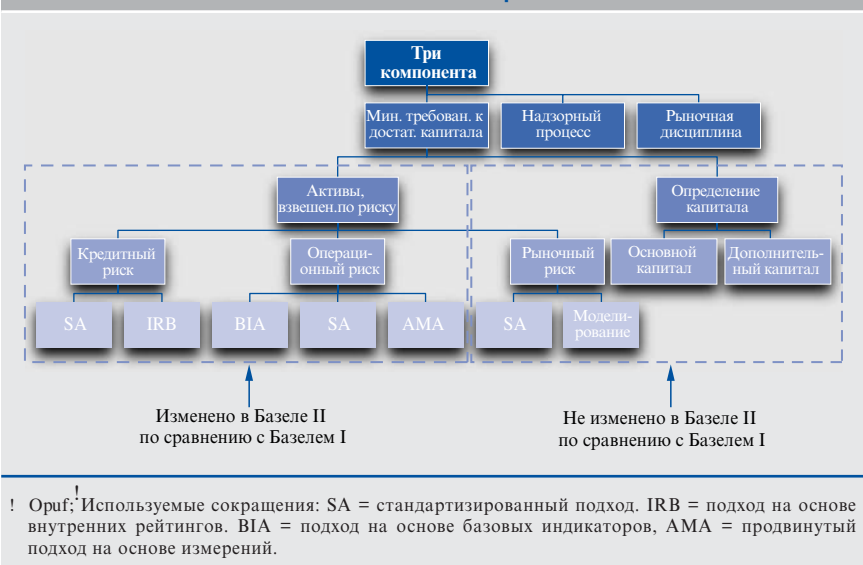 Три
компонента
Мин. требован. к
достат. капитала
Надзорный
процесс
Рыночная
дисциплина
Активы,
взвешен.по риску
Определение
капитала
Кредитный
риск
Операци-
онный риск
Рыночный
риск
Основной
капитал
Дополнитель-
ный капитал
SA
IRB
BIA
SA
AMA
SA
Модели-
рование
Изменено в Базеле II
по сравнению с Базелем I
Не изменено в Базеле II
по сравнению с Базелем I
! Opuf;! Используемые сокращения: SA = стандартизированный подход. IRB = подход на основе
внутренних рейтингов. BIA = подход на основе базовых индикаторов, AMA = продвинутый
подход на основе измерений.